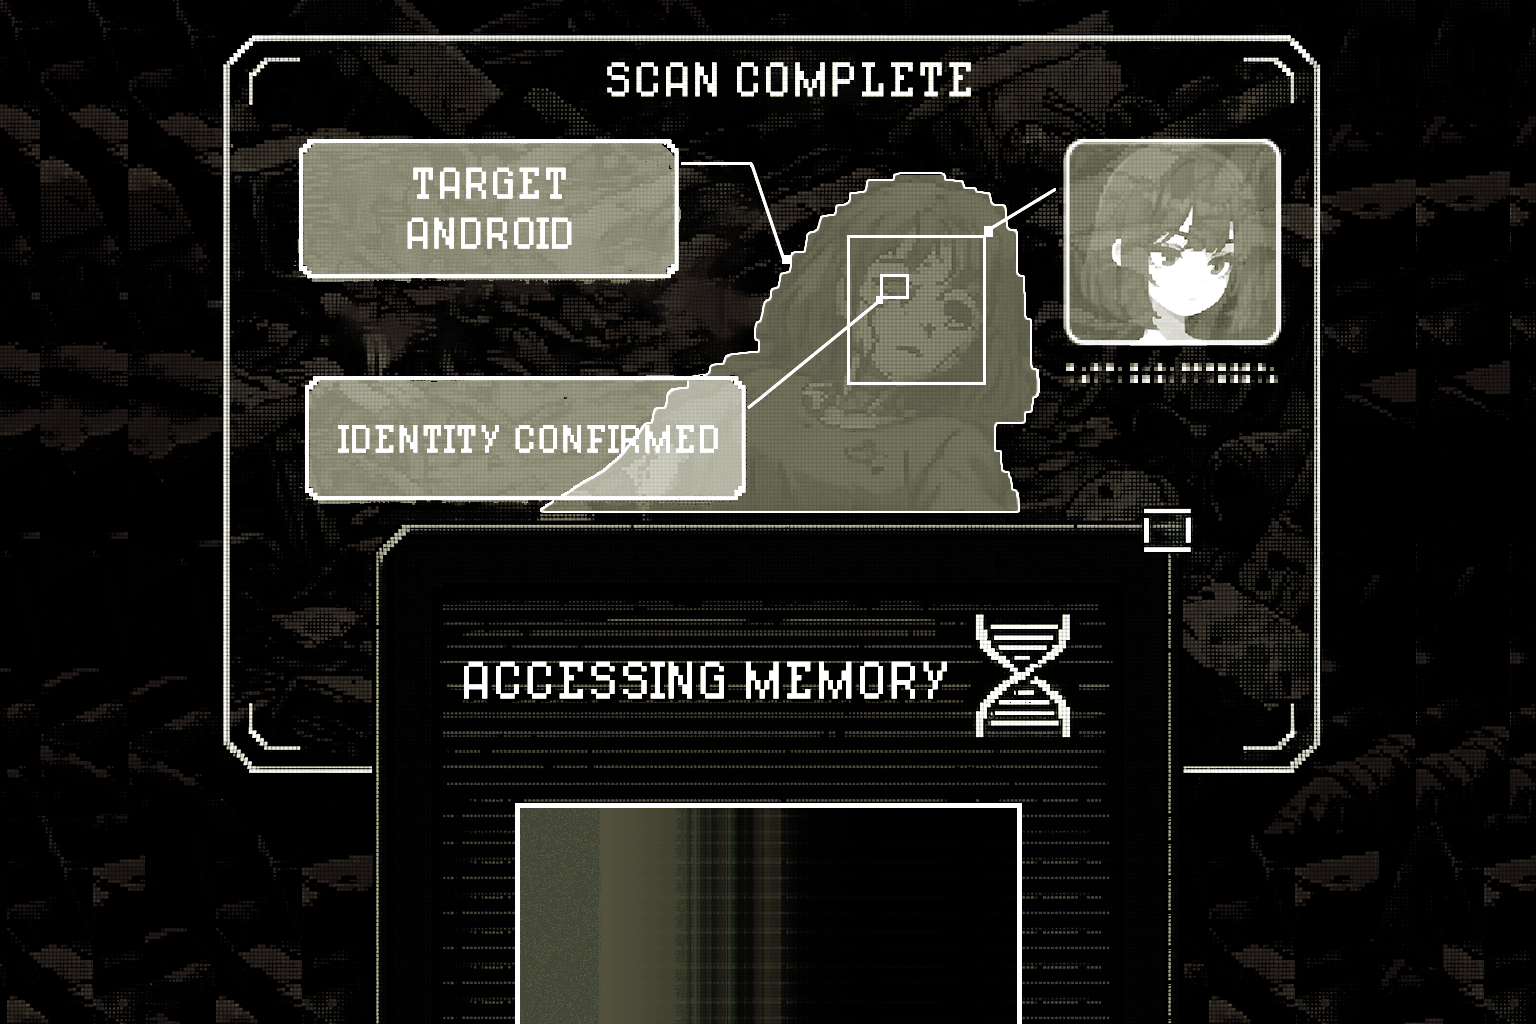 SCAN COMPLETE
TARGET
ANDROID
IDENTITY CONFIRMED
ACCESSING MEMORY